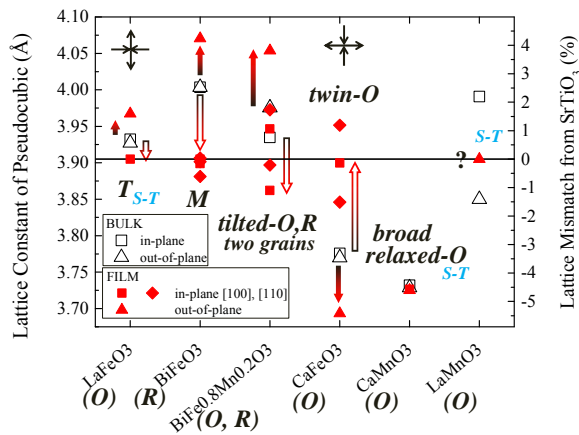 Lattice Constant of Pseudocubic (Å)
4.10
4.05
4.00
3.95
3.90
3.85
3.80
3.75
3.70
Lattice Mismatch from SrTiO3 (%)
4
3
2
1
0
-1
-2
-3
-4
-5
twin-O
S-T
?
T S-T
M
tilted-O,R
two grains
broad
relaxed-O
S-T
BULK
in-plane
out-of-plane
FILM
in-plane [100], [110]
out-of-plane
LaFeO3
BiFeO3
BiFe0.8Mn0.2O3
CaFeO3
CaMnO3
LaMnO3
(O) (R) (O, R) (O) (O) (O)